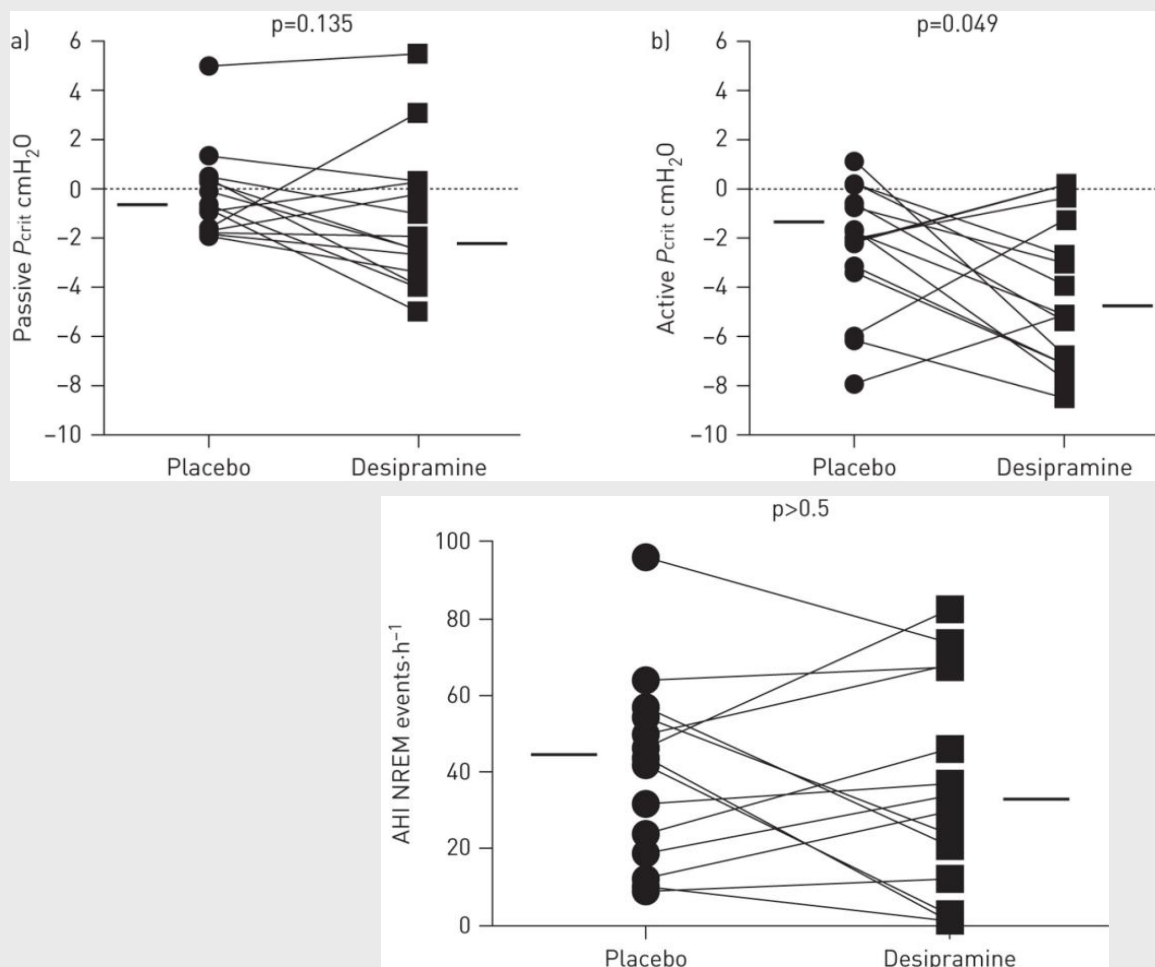 a)
p=0.135
Passive Pcrit cmH₂O
6
4
2
0
−2
−4
−6
−8
−10
Placebo
Desipramine
b)
p=0.049
Active Pcrit cmH₂O
6
4
2
0
−2
−4
−6
−8
−10
Placebo
Desipramine
p>0.5
AHI NREM events·h⁻¹
100
80
60
40
20
0
Placebo
Desipramine